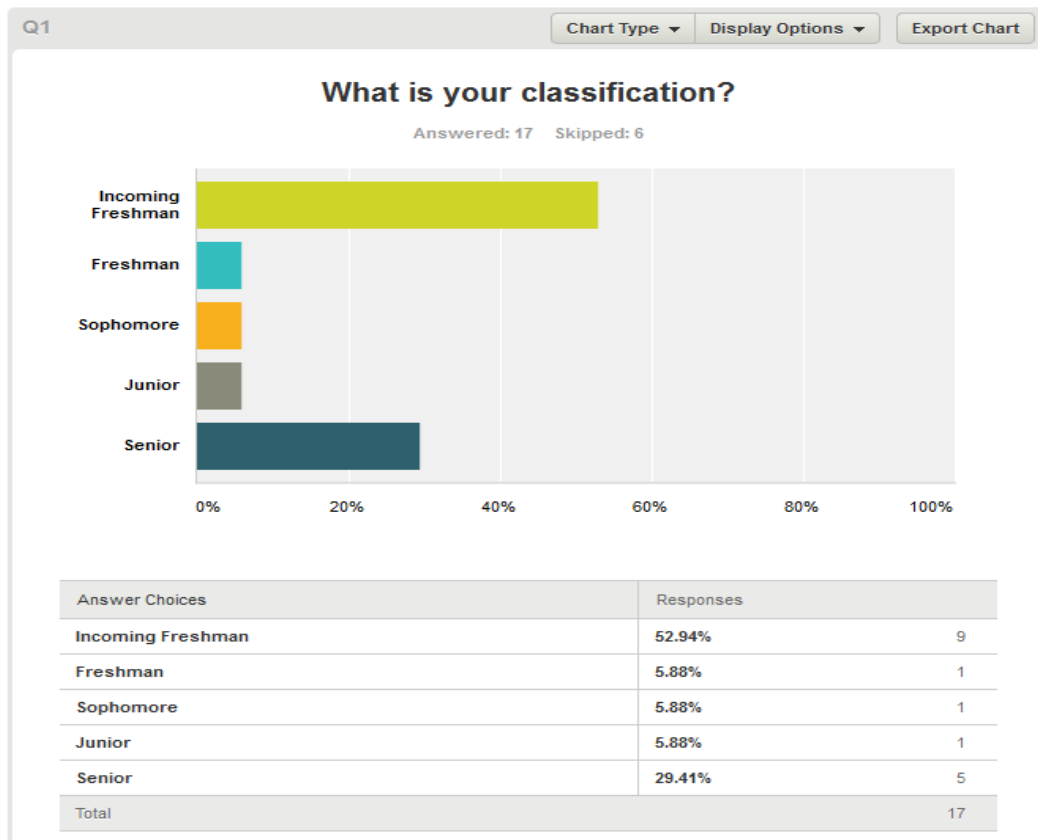 Q1 Chart Type Display Options Export Chart
What is your classification?
Answered: 17 Skipped: 6
Incoming
Freshman
Freshman
Sophomore
Junior
Senior
0% 20% 40% 60% 80% 100%
Answer Choices Responses
Incoming Freshman 52.94% 9
Freshman 5.88% 1
Sophomore 5.88% 1
Junior 5.88% 1
Senior 29.41% 5
Total 17